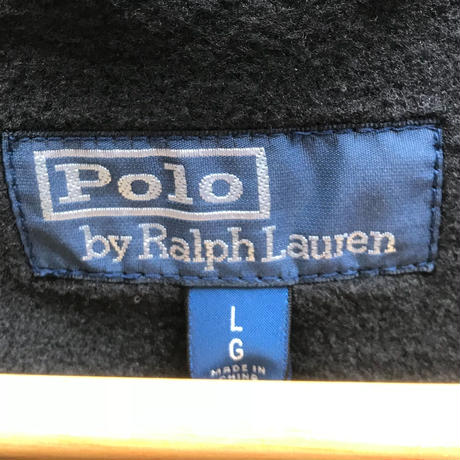 Polo
by Ralph Lauren
L
G
MADE IN
CHINA